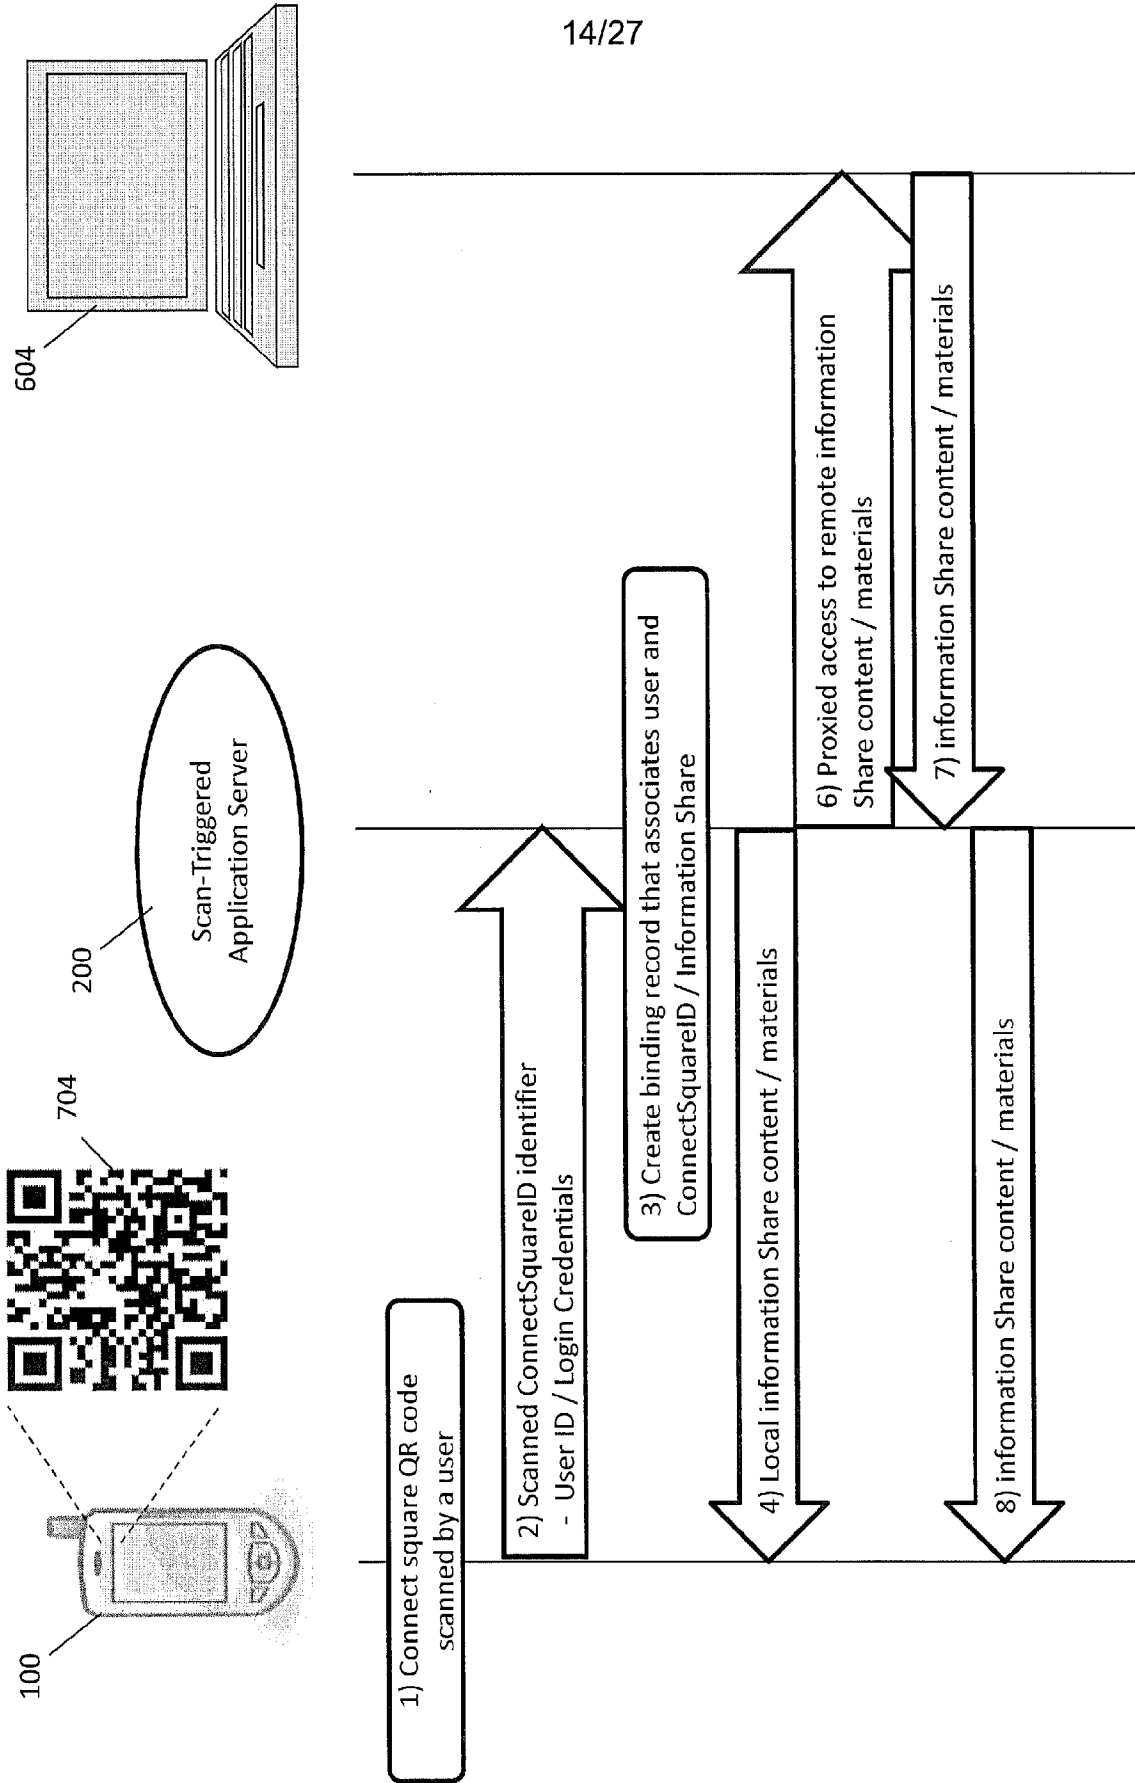 14/27
100
704
200
Scan-Triggered
Application Server
604
1) Connect square QR code
scanned by a user
2) Scanned ConnectSquareID identifier
- User ID / Login Credentials
3) Create binding record that associates user and
ConnectSquareID / Information Share
4) Local information Share content / materials
6) Proxied access to remote information
Share content / materials
7) information Share content / materials
8) information Share content / materials